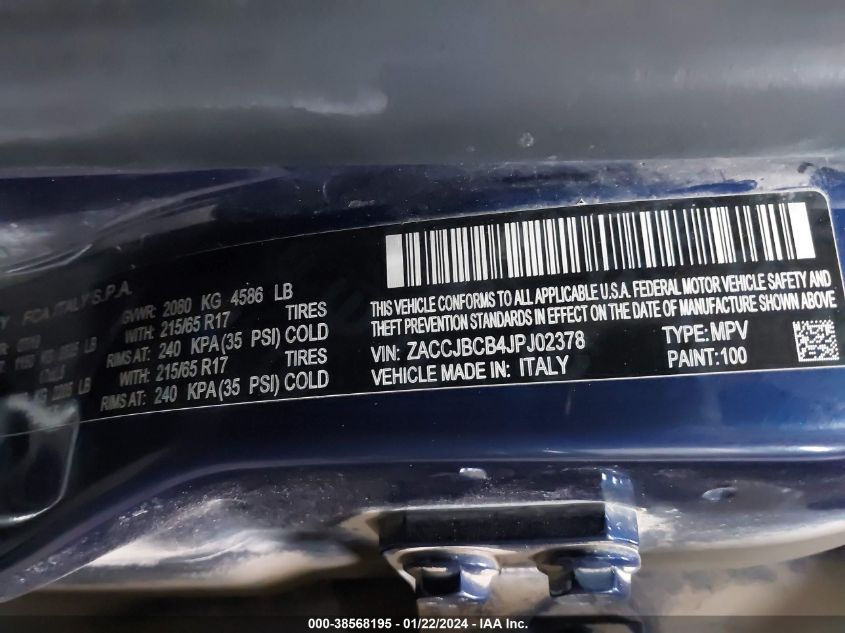 FCA ITALY S.P.A.
GVWR: 2080 KG 4586 LB
WITH: 215/65 R17 TIRES
RIMS AT: 240 KPA (35 PSI) COLD
WITH: 215/65 R17 TIRES
RIMS AT: 240 KPA (35 PSI) COLD
THIS VEHICLE CONFORMS TO ALL APPLICABLE U.S.A. FEDERAL MOTOR VEHICLE SAFETY AND
THEFT PREVENTION STANDARDS IN EFFECT ON THE DATE OF MANUFACTURE SHOWN ABOVE
VIN: ZACCJBCB4JPJ02378 TYPE: MPV
VEHICLE MADE IN: ITALY PAINT: 100
000-38568195 - 01/22/2024 - IAAI.com